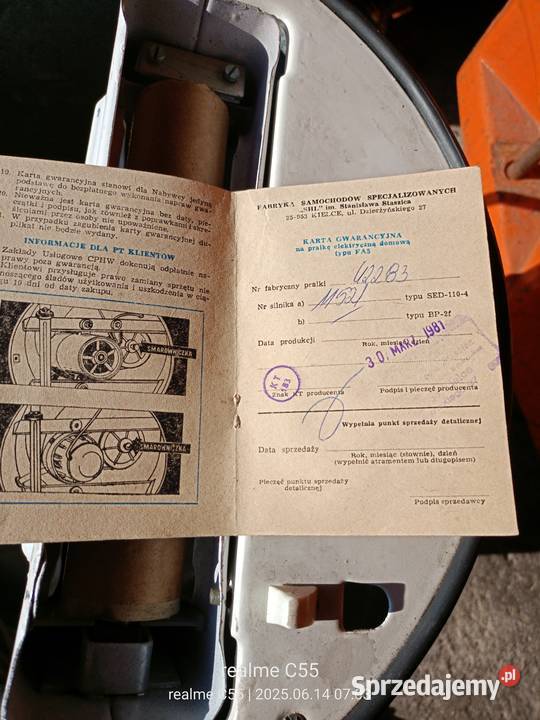 19. Karta gwarancyjna stanowi dla Nabywcy jedyną
podstawę do bezpłatnego wykonania napraw gwa-
rancyjnych.
20. Nieważna jest karta gwarancyjna bez daty, pie-
czątki i podpisu, jak również z poprawkami i skre-
śleniami przez osoby nie upoważnione.
W przypadku zagubienia karty gwarancyjnej du-
plikat nie będzie wydany.
INFORMACJE DLA PT KLIENTÓW
Zakłady Usługowe CPHW dokonują odpłatnie na-
prawy poza gwarancją.
Klientowi przysługuje prawo zamiany sprzętu nie
noszącego śladów użytkowania i uszkodzenia w cią-
gu 10 dni od daty zakupu.
SMAROWNICZKA
SMAROWNICZKA
FABRYKA SAMOCHODÓW SPECJALIZOWANYCH
„SHL" im. Stanisława Staszica
25-953 KIELCE, ul. Dzierżyńskiego 27
KARTA GWARANCYJNA
na pralkę elektryczną domową
typu FAS
Nr fabryczny pralki 42283
Nr silnika a) typu SED-110-4
b) typu BP-2f
Data produkcji 30. MARZ. 1981
Rok, miesiąc, dzień
KT
183
Znak KT producenta Podpis i pieczęć producenta
Wypełnia punkt sprzedaży detalicznej
Data sprzedaży
Rok, miesiąc (słownie), dzień
(wypełnić atramentem lub długopisem)
Pieczęć punktu sprzedaży
detalicznej
Podpis sprzedawcy
realme C55
realme C55 | 2025.06.14 07:
Sprzedajemy.pl